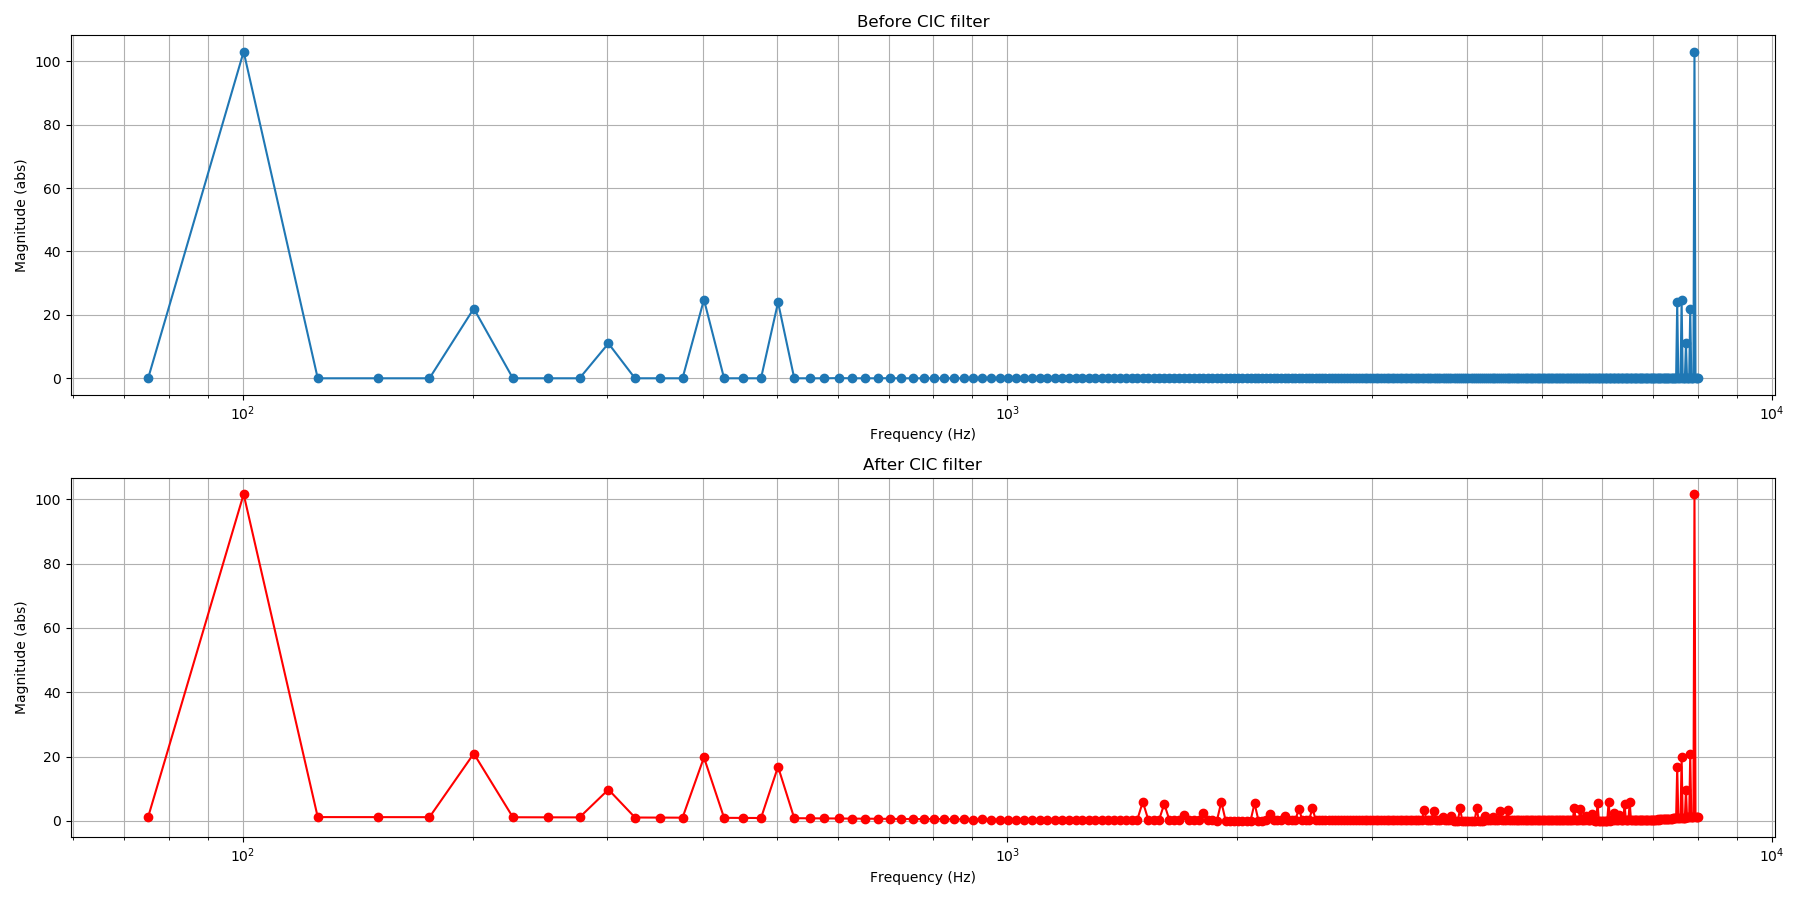 Before CIC filter
100
80
60
40
20
0
Magnitude (abs)
10² 10³ 10⁴
Frequency (Hz)
After CIC filter
100
80
60
40
20
0
Magnitude (abs)
10² 10³ 10⁴
Frequency (Hz)